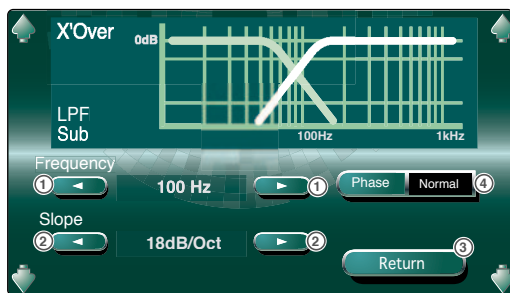 X'Over
0dB
LPF
Sub
100Hz 1kHz
Frequency
1 100 Hz 1 Phase Normal 4
Slope
2 18dB/Oct 2
3
Return